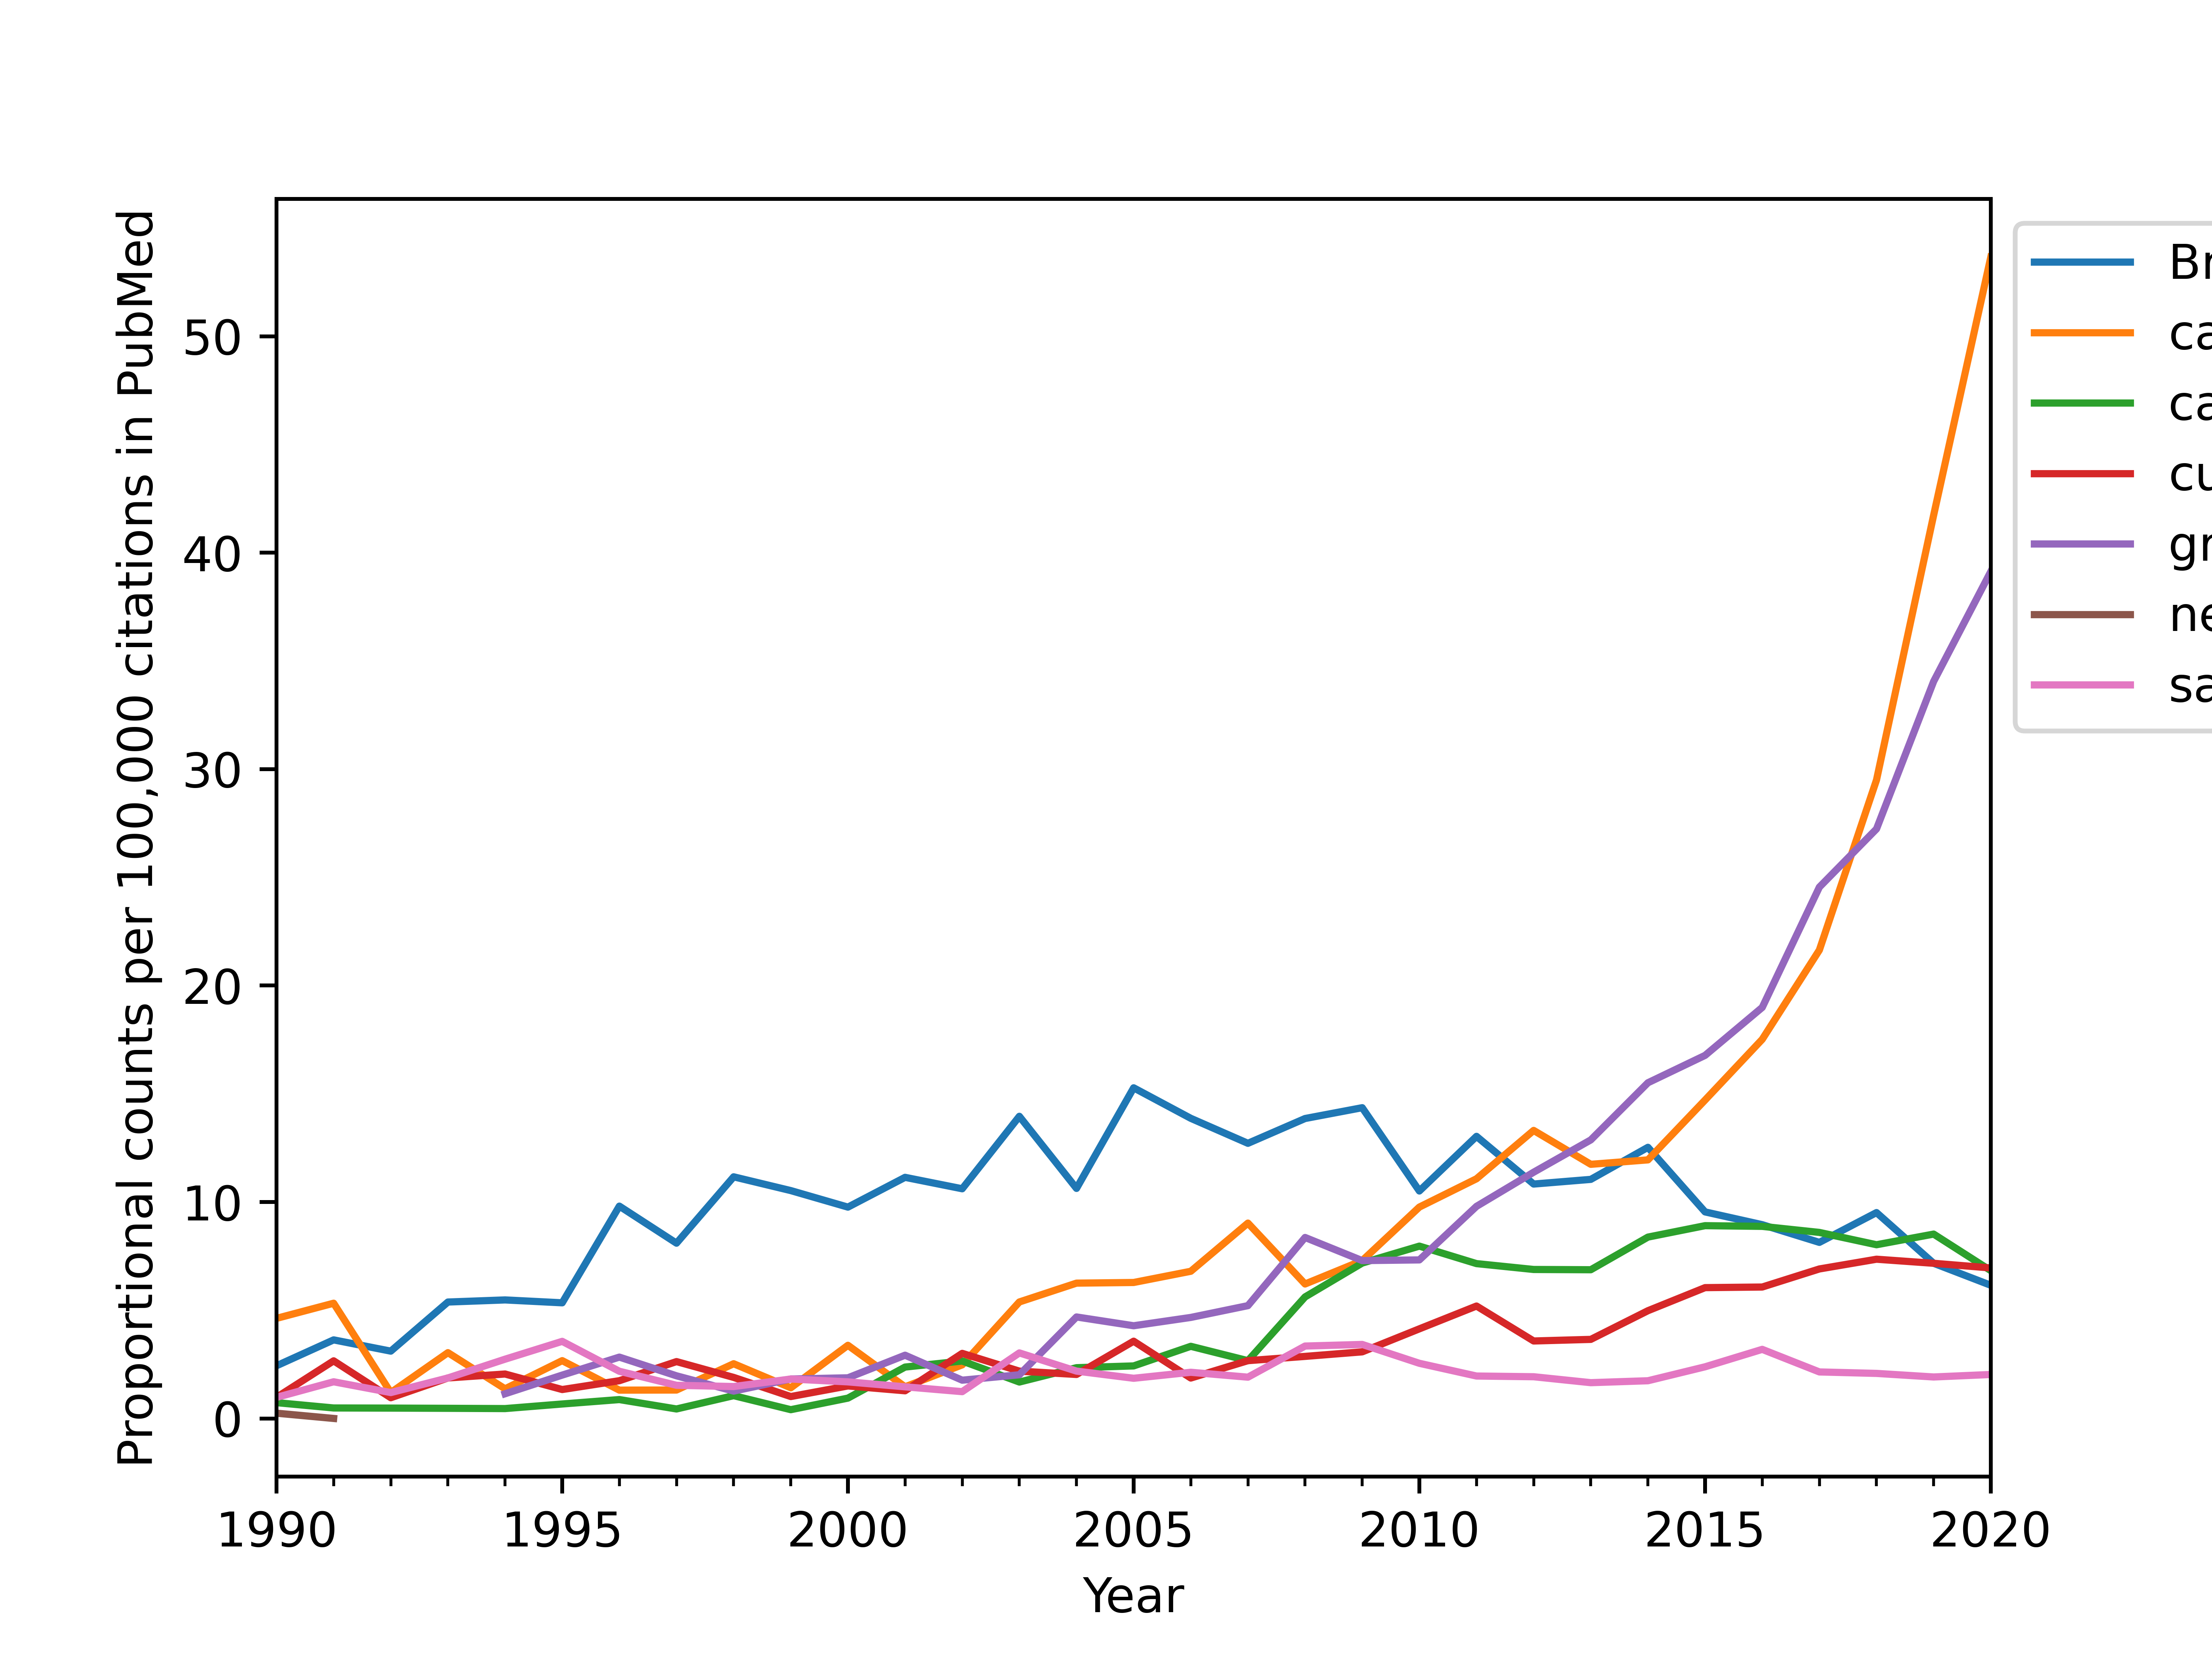 Proportional counts per 100,000 citations in PubMed
50
40
30
20
10
0
1990 1995 2000 2005 2010 2015 2020
Year
Br
ca
ca
cu
gr
ne
sa